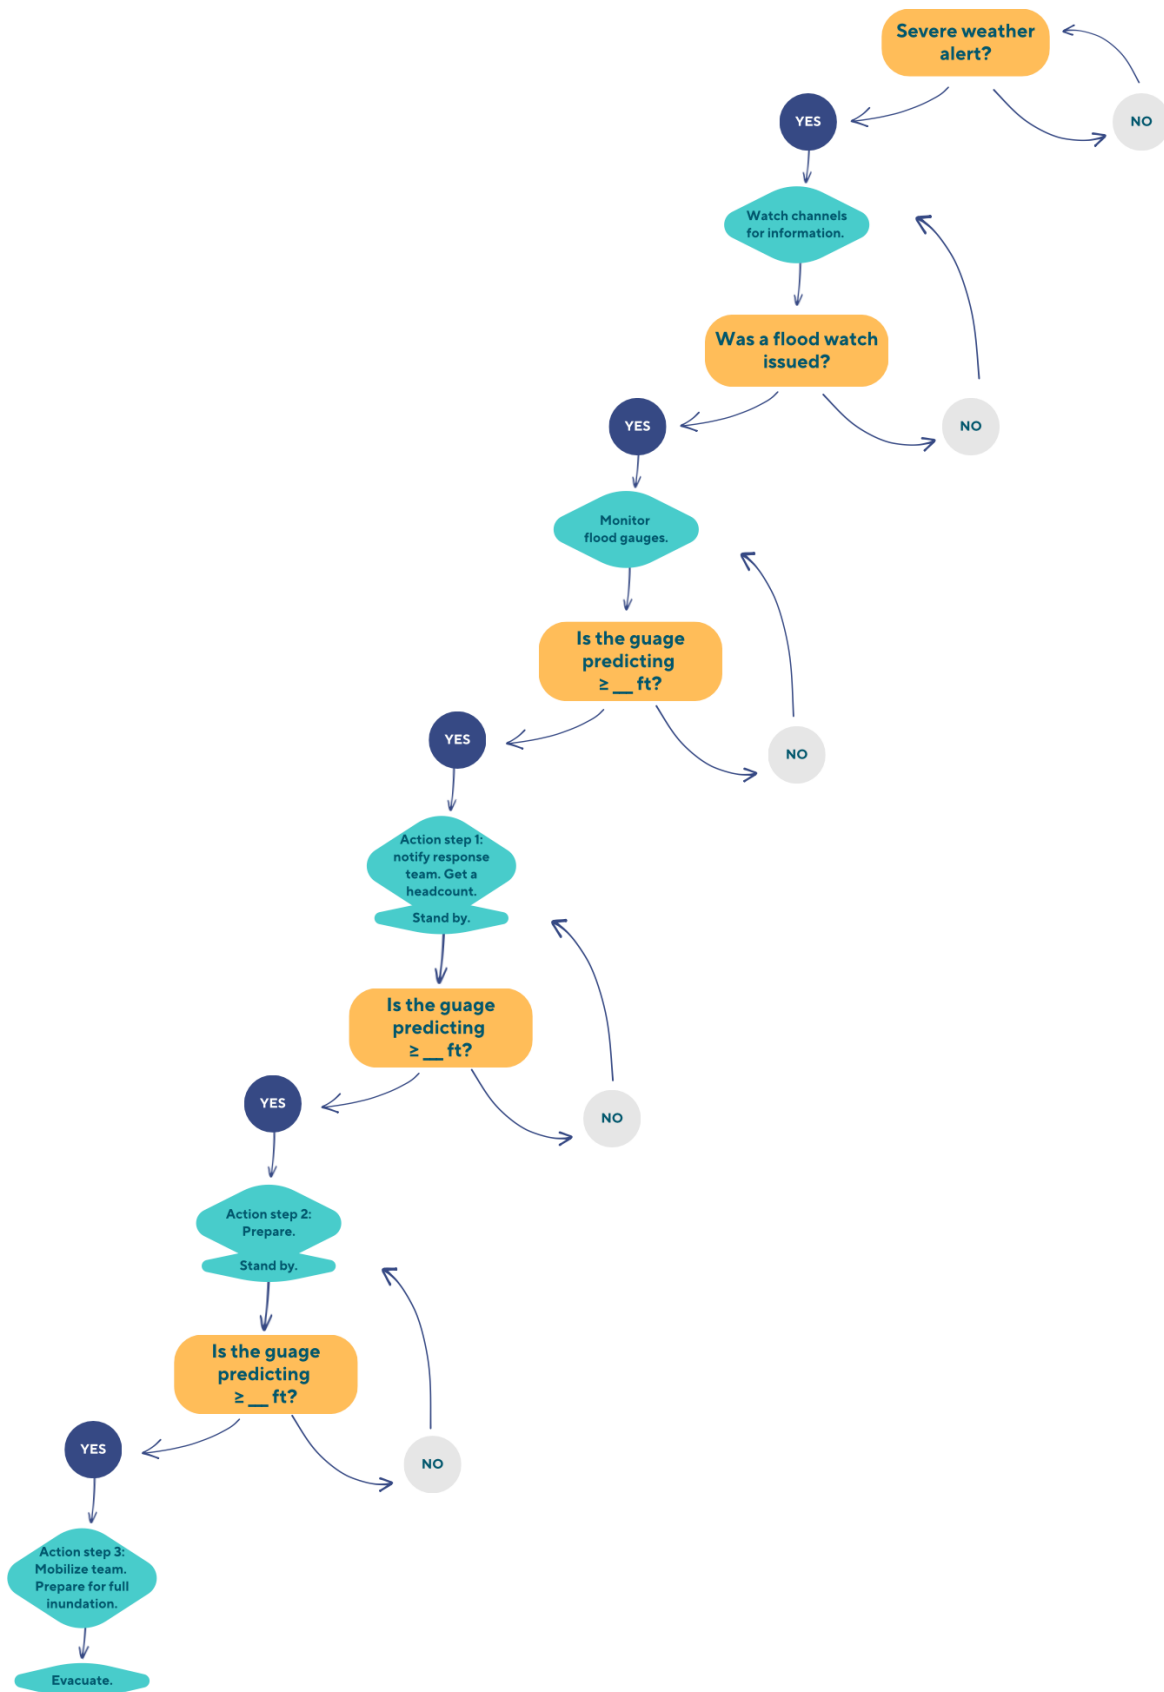 Severe weather
alert?
YES
NO
Watch channels
for information.
Was a flood watch
issued?
YES
NO
Monitor
flood gauges.
Is the guage
predicting
≥ __ ft?
YES
NO
Action step 1:
notify response
team. Get a
headcount.
Stand by.
Is the guage
predicting
≥ __ ft?
YES
NO
Action step 2:
Prepare.
Stand by.
Is the guage
predicting
≥ __ ft?
YES
NO
Action step 3:
Mobilize team.
Prepare for full
inundation.
Evacuate.